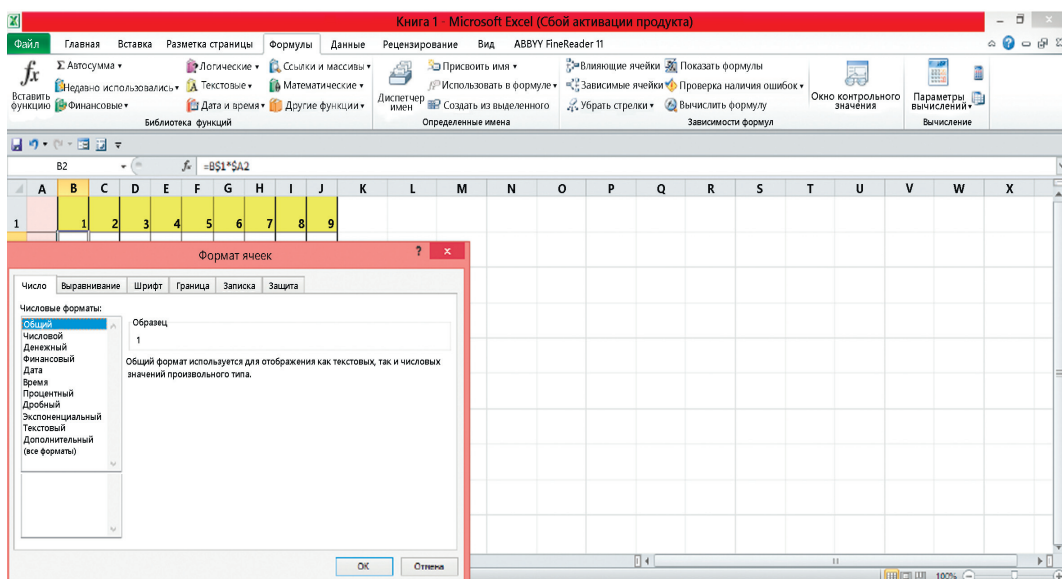 Книга 1 - Microsoft Excel (Сбой активации продукта)
Файл Главная Вставка Разметка страницы Формулы Данные Рецензирование Вид ABBYY FineReader 11
fx Вставить функцию
Σ Автосумма
Недавно использовались
Финансовые
Логические
Текстовые
Дата и время
Ссылки и массивы
Математические
Другие функции
Библиотека функций
Диспетчер имен
Присвоить имя
Использовать в формуле
Создать из выделенного
Определенные имена
Влияющие ячейки
Зависимые ячейки
Убрать стрелки
Показать формулы
Проверка наличия ошибок
Вычислить формулу
Зависимости формул
Окно контрольного значения
Параметры вычислений
Вычисление
B2 fx =B$1*$A2
A B C D E F G H I J K L M N O P Q R S T U V W X
1 1 2 3 4 5 6 7 8 9
Формат ячеек ? x
Число Выравнивание Шрифт Граница Записка Защита
Числовые форматы:
Общий
Числовой
Денежный
Финансовый
Дата
Время
Процентный
Дробный
Экспоненциальный
Текстовый
Дополнительный
(все форматы)
Образец
1
Общий формат используется для отображения как текстовых, так и числовых
значений произвольного типа.
OK Отмена
100%